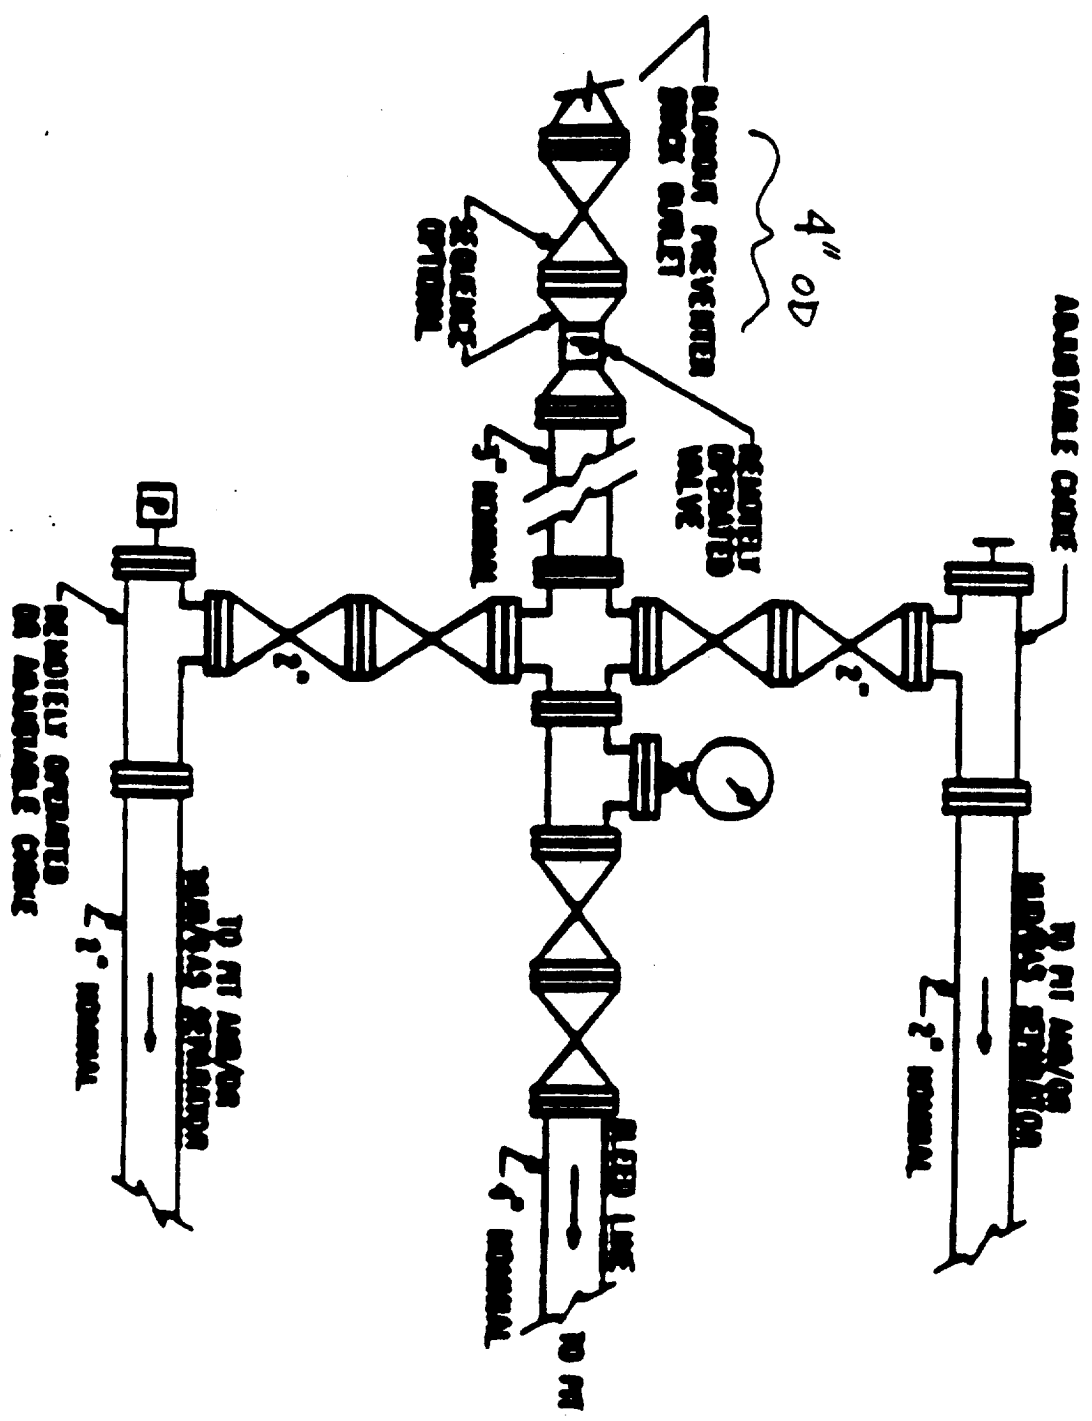 BLOWOUT PREVENTER
STACK OUTLET
4" OD
ADJUSTABLE CHOKE
SEQUENCE
OPTIONAL
P
REMOTELY
OPERATED
VALVE
3" NOMINAL
P
REMOTELY OPERATED
OR ADJUSTABLE CHOKE
2"
2"
TO PIT AND/OR
MUD/GAS SEPARATOR
2" NOMINAL
TO PIT AND/OR
MUD/GAS SEPARATOR
2" NOMINAL
BLEED LINE
TO PIT
4" NOMINAL